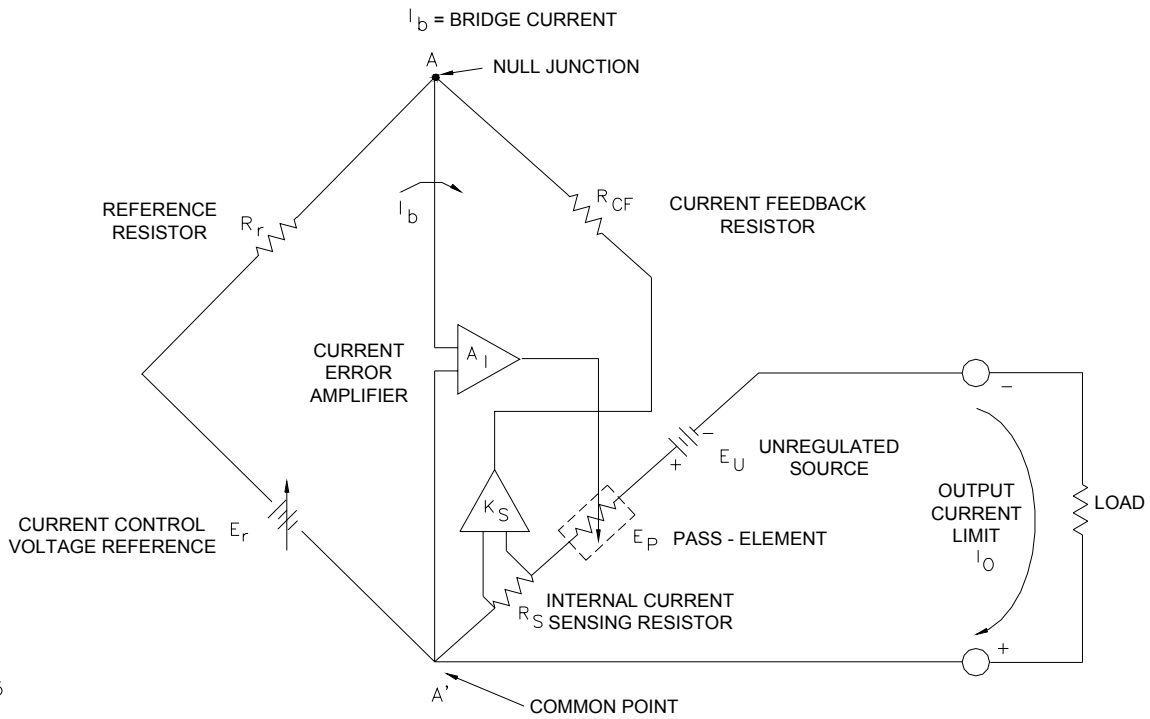 I b = BRIDGE CURRENT
A
NULL JUNCTION
I b
R CF
CURRENT FEEDBACK
RESISTOR
REFERENCE
RESISTOR
R r
CURRENT
ERROR
AMPLIFIER
A I
-
-
+
E U
UNREGULATED
SOURCE
K S
E P
PASS - ELEMENT
OUTPUT
CURRENT
LIMIT
I O
LOAD
CURRENT CONTROL
VOLTAGE REFERENCE
E r
R S
INTERNAL CURRENT
SENSING RESISTOR
+
A'
COMMON POINT